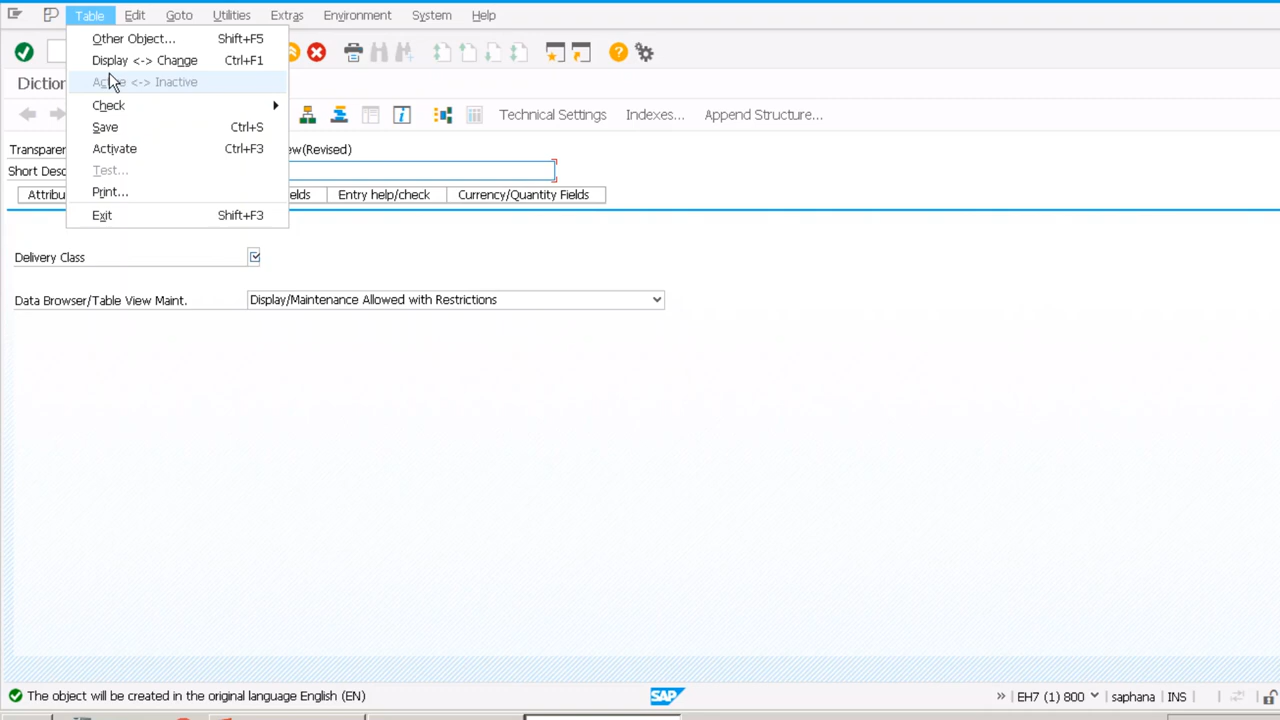 Table Edit Goto Utilities Extras Environment System Help
Other Object... Shift+F5
Display <-> Change Ctrl+F1
<-> Inactive
Check
Save Ctrl+S
Activate Ctrl+F3
Test...
Print...
Exit Shift+F3
Diction
Technical Settings Indexes... Append Structure...
Transparen ew(Revised)
Short Desc
Attribu elds Entry help/check Currency/Quantity Fields
Delivery Class
Data Browser/Table View Maint. Display/Maintenance Allowed with Restrictions
The object will be created in the original language English (EN)
SAP
EH7 (1) 800 saphana INS